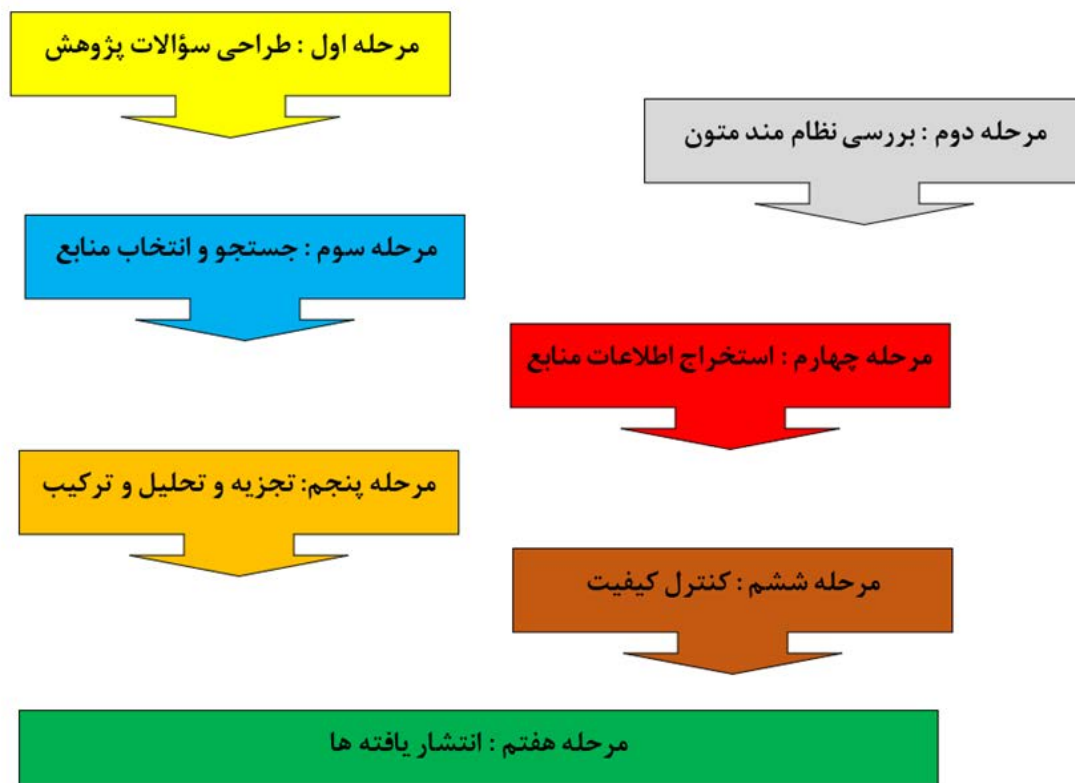 مرحله اول : طراحی سؤالات پژوهش
مرحله دوم : بررسی نظام مند متون
مرحله سوم : جستجو و انتخاب منابع
مرحله چهارم : استخراج اطلاعات منابع
مرحله پنجم: تجزیه و تحلیل و ترکیب
مرحله ششم : کنترل کیفیت
مرحله هفتم : انتشار یافته ها